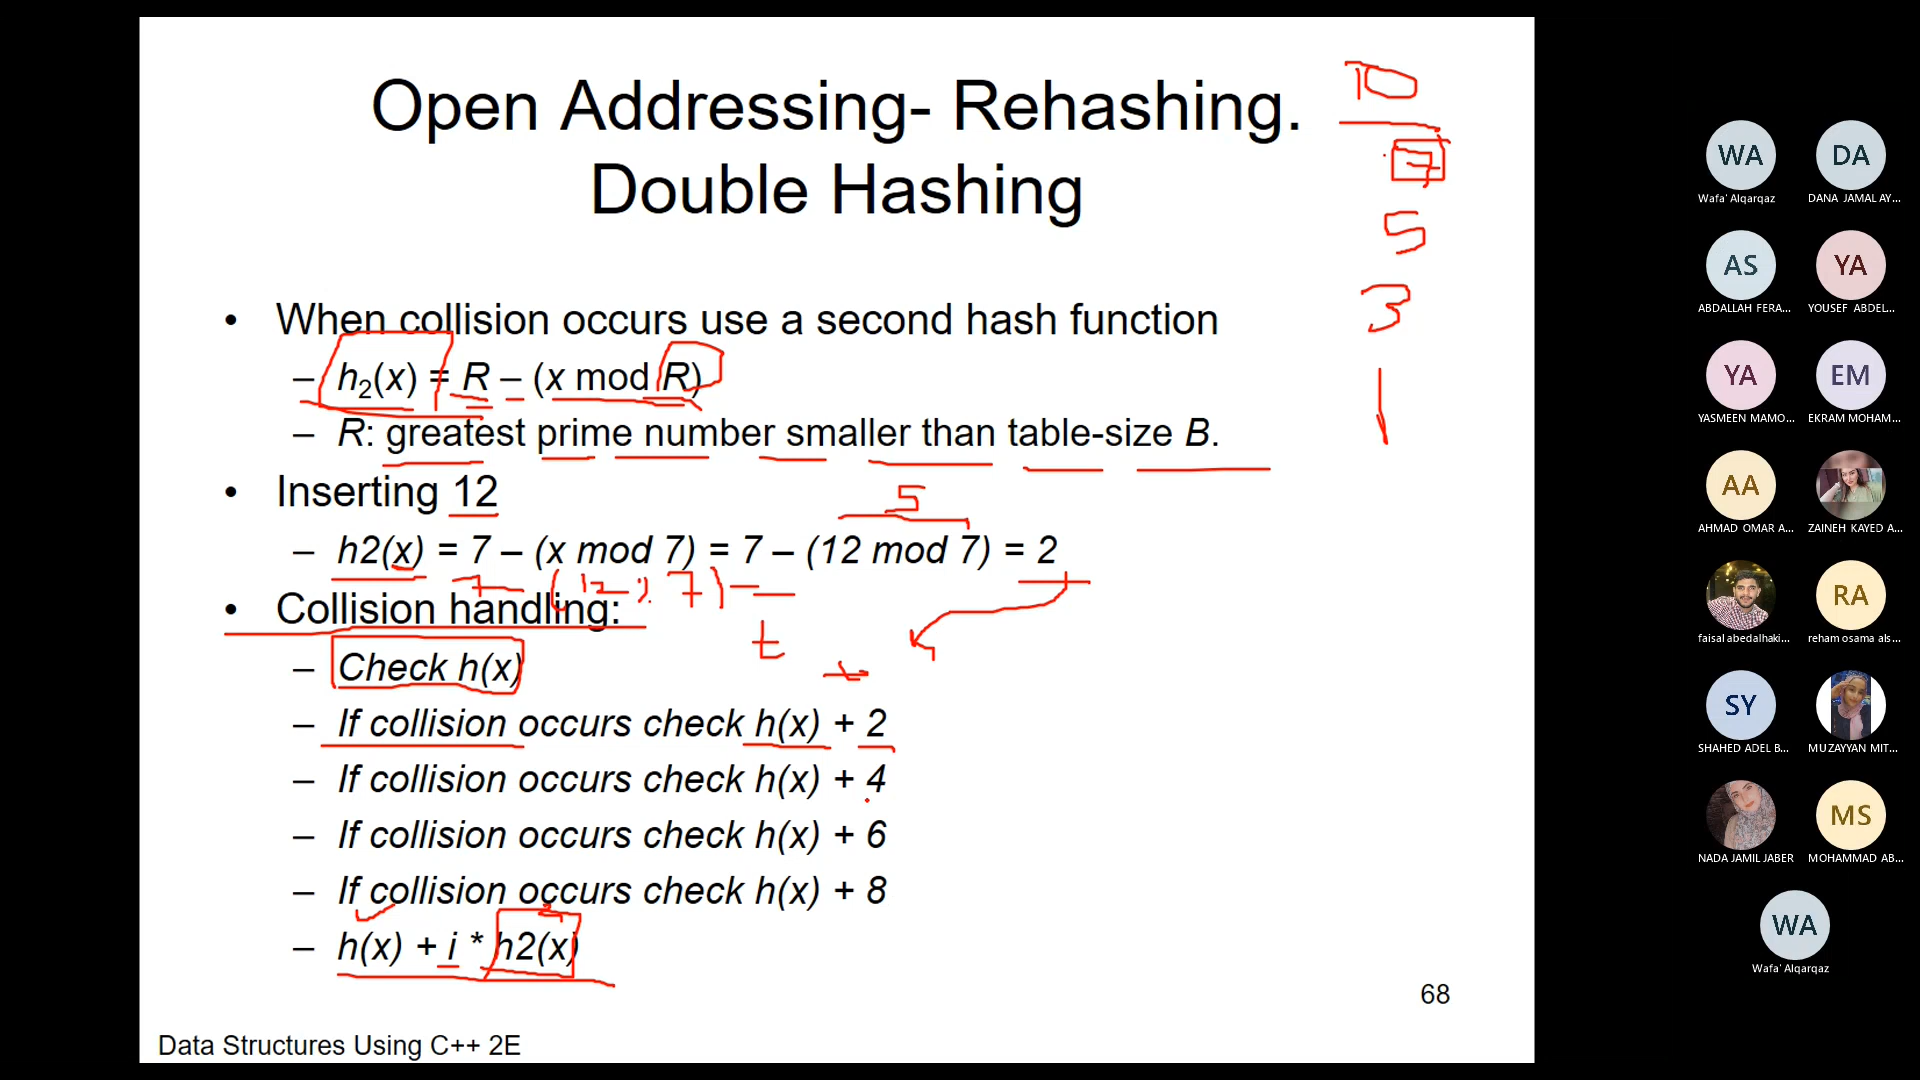 Open Addressing- Rehashing.
Double Hashing
10
7
5
3
1
• When collision occurs use a second hash function
– h₂(x) = R – (x mod R)
– R: greatest prime number smaller than table-size B.
• Inserting 12
5
– h2(x) = 7 – (x mod 7) = 7 – (12 mod 7) = 2
7 – (12 % 7) =
• Collision handling:
– Check h(x)
– If collision occurs check h(x) + 2
– If collision occurs check h(x) + 4
– If collision occurs check h(x) + 6
– If collision occurs check h(x) + 8
– h(x) + i * h2(x)
68
Data Structures Using C++ 2E
WA
Wafa' Alqarqaz
DA
DANA JAMAL AY...
AS
ABDALLAH FERA...
YA
YOUSEF ABDEL...
YA
YASMEEN MAMO...
EM
EKRAM MOHAM...
AA
AHMAD OMAR A...
ZAINEH KAYED A...
faisal abedalhaki...
RA
reham osama als...
SY
SHAHED ADEL B...
MUZAYYAN MIT...
NADA JAMIL JABER
MS
MOHAMMAD AB...
WA
Wafa' Alqarqaz